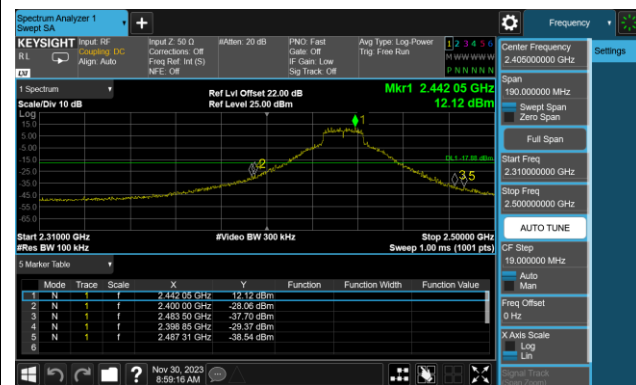 Spectrum Analyzer 1
Swept SA
Frequency
KEYSIGHT
RL
LXI
Input: RF
Coupling: DC
Align: Auto
Input Z: 50 Ω
Corrections: Off
Freq Ref: Int (S)
NFE: Off
#Atten: 20 dB
PNO: Fast
Gate: Off
IF Gain: Low
Sig Track: Off
Avg Type: Log-Power
Trig: Free Run
1 2 3 4 5 6
M W W W W W
P N N N N N
Center Frequency
2.405000000 GHz
Settings
Span
190.000000 MHz
Swept Span
Zero Span
Full Span
Start Freq
2.310000000 GHz
Stop Freq
2.500000000 GHz
AUTO TUNE
CF Step
19.000000 MHz
Auto
Man
Freq Offset
0 Hz
X Axis Scale
Log
Lin
Signal Track
(Span Zoom)
1 Spectrum
Scale/Div 10 dB
Ref Lvl Offset 22.00 dB
Ref Level 25.00 dBm
Mkr1 2.442 05 GHz
12.12 dBm
Log
15.0
5.00
-5.00
-15.0
-25.0
-35.0
-45.0
-55.0
-65.0
1
2
3
5
DL1 -17.88 dBm
Start 2.31000 GHz
#Res BW 100 kHz
#Video BW 300 kHz
Stop 2.50000 GHz
Sweep 1.00 ms (1001 pts)
5 Marker Table
Mode Trace Scale X Y Function Function Width Function Value
1 N 1 f 2.442 05 GHz 12.12 dBm
2 N 1 f 2.400 00 GHz -28.06 dBm
3 N 1 f 2.483 50 GHz -37.70 dBm
4 N 1 f 2.398 85 GHz -29.37 dBm
5 N 1 f 2.487 31 GHz -38.54 dBm
6
?
Nov 30, 2023
8:59:16 AM